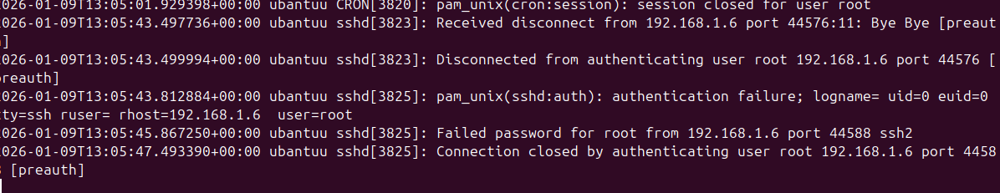 026-01-09T13:05:01.929398+00:00 ubantuu CRON[3820]: pam_unix(cron:session): session closed for user root
026-01-09T13:05:43.497736+00:00 ubantuu sshd[3823]: Received disconnect from 192.168.1.6 port 44576:11: Bye Bye [preaut
h]
026-01-09T13:05:43.499994+00:00 ubantuu sshd[3823]: Disconnected from authenticating user root 192.168.1.6 port 44576 [
preauth]
026-01-09T13:05:43.812884+00:00 ubantuu sshd[3825]: pam_unix(sshd:auth): authentication failure; logname= uid=0 euid=0
tty=ssh ruser= rhost=192.168.1.6  user=root
026-01-09T13:05:45.867250+00:00 ubantuu sshd[3825]: Failed password for root from 192.168.1.6 port 44588 ssh2
026-01-09T13:05:47.493390+00:00 ubantuu sshd[3825]: Connection closed by authenticating user root 192.168.1.6 port 4458
8 [preauth]